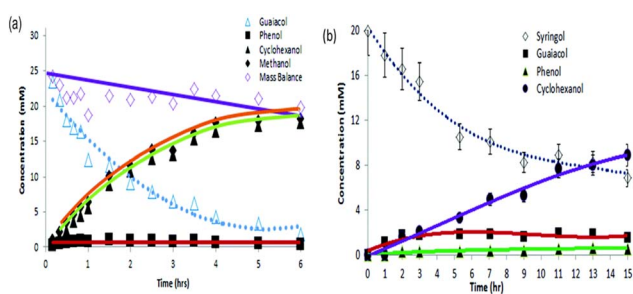 (a)
Guaiacol
Phenol
Cyclohexanol
Methanol
Mass Balance
Concentration (mM)
30
25
20
15
10
5
0
0 1 2 3 4 5 6
Time (hrs)
(b)
Syringol
Guaiacol
Phenol
Cyclohexanol
Concentration (mM)
20
16
12
8
4
0
0 1 2 3 5 7 9 11 13 15
Time (hr)